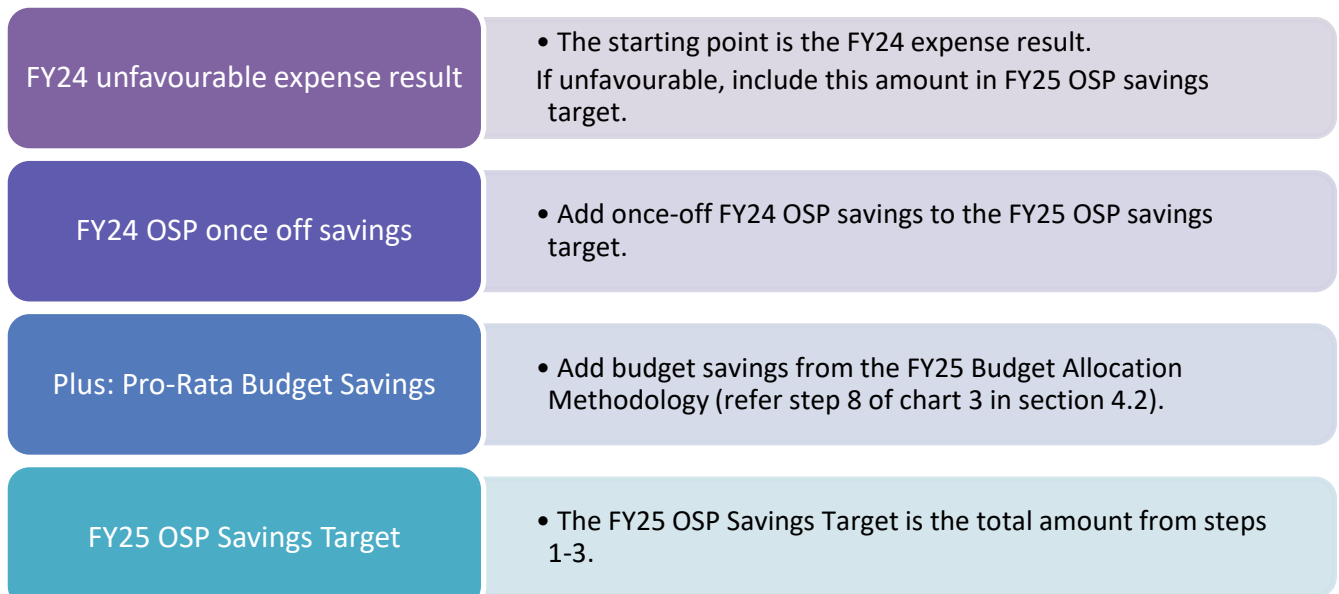 FY24 unfavourable expense result
• The starting point is the FY24 expense result.
If unfavourable, include this amount in FY25 OSP savings
target.
FY24 OSP once off savings
• Add once-off FY24 OSP savings to the FY25 OSP savings
target.
Plus: Pro-Rata Budget Savings
• Add budget savings from the FY25 Budget Allocation
Methodology (refer step 8 of chart 3 in section 4.2).
FY25 OSP Savings Target
• The FY25 OSP Savings Target is the total amount from steps
1-3.